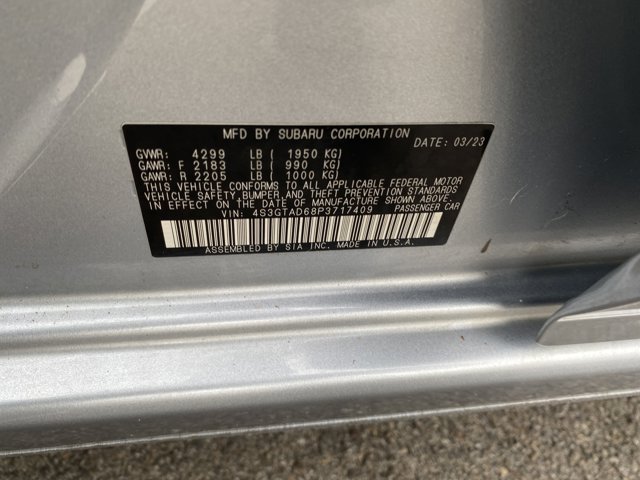 MFD BY SUBARU CORPORATION
DATE: 03/23
GVWR: 4299 LB ( 1950 KG)
GAWR: F 2183 LB ( 990 KG)
GAWR: R 2205 LB ( 1000 KG)
THIS VEHICLE CONFORMS TO ALL APPLICABLE FEDERAL MOTOR
VEHICLE SAFETY, BUMPER, AND THEFT PREVENTION STANDARDS
IN EFFECT ON THE DATE OF MANUFACTURE SHOWN ABOVE.
VIN: 4S3GTAD68P3717409 PASSENGER CAR
ASSEMBLED BY SIA INC. MADE IN U.S.A.